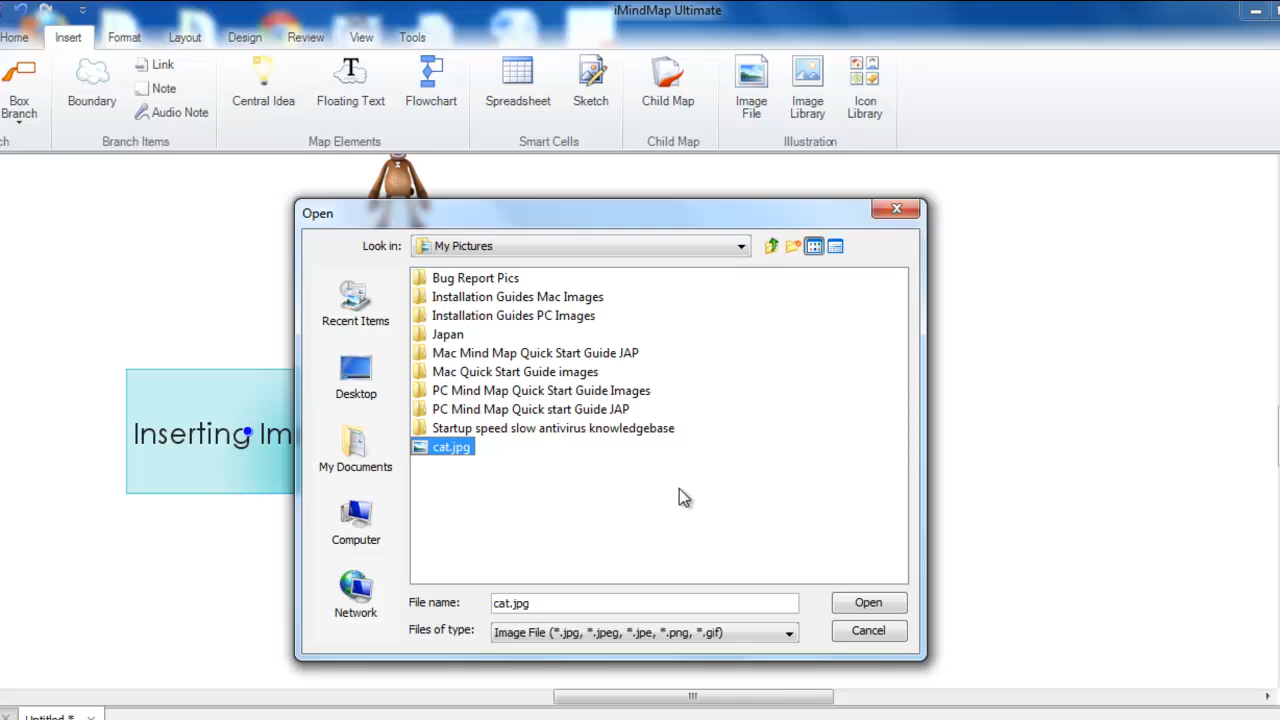 iMindMap Ultimate
Home Insert Format Layout Design Review View Tools
Box Branch
Boundary
Link
Note
Audio Note
Central Idea
Floating Text
Flowchart
Spreadsheet
Sketch
Child Map
Image File
Image Library
Icon Library
Branch Items
Map Elements
Smart Cells
Child Map
Illustration
Open
Look in: My Pictures
Recent Items
Desktop
My Documents
Computer
Network
Bug Report Pics
Installation Guides Mac Images
Installation Guides PC Images
Japan
Mac Mind Map Quick Start Guide JAP
Mac Quick Start Guide images
PC Mind Map Quick Start Guide Images
PC Mind Map Quick start Guide JAP
Startup speed slow antivirus knowledgebase
cat.jpg
File name: cat.jpg
Open
Files of type: Image File (*.jpg, *.jpeg, *.jpe, *.png, *.gif)
Cancel
Inserting Im
Untitled *